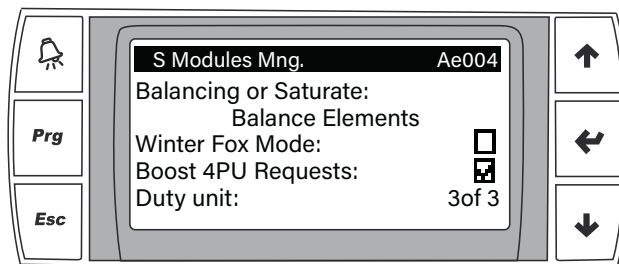 S Modules Mng. Ae004
Balancing or Saturate:
Balance Elements
Winter Fox Mode:
Boost 4PU Requests:
Duty unit: 3of 3
Prg
Esc